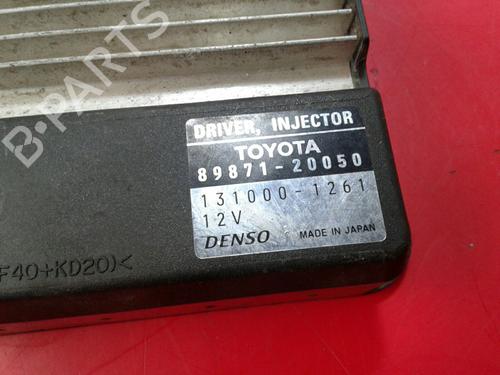 B-PARTS
DRIVER, INJECTOR
TOYOTA
89871-20050
131000-1261
12V
DENSO MADE IN JAPAN
F40+KD20)<